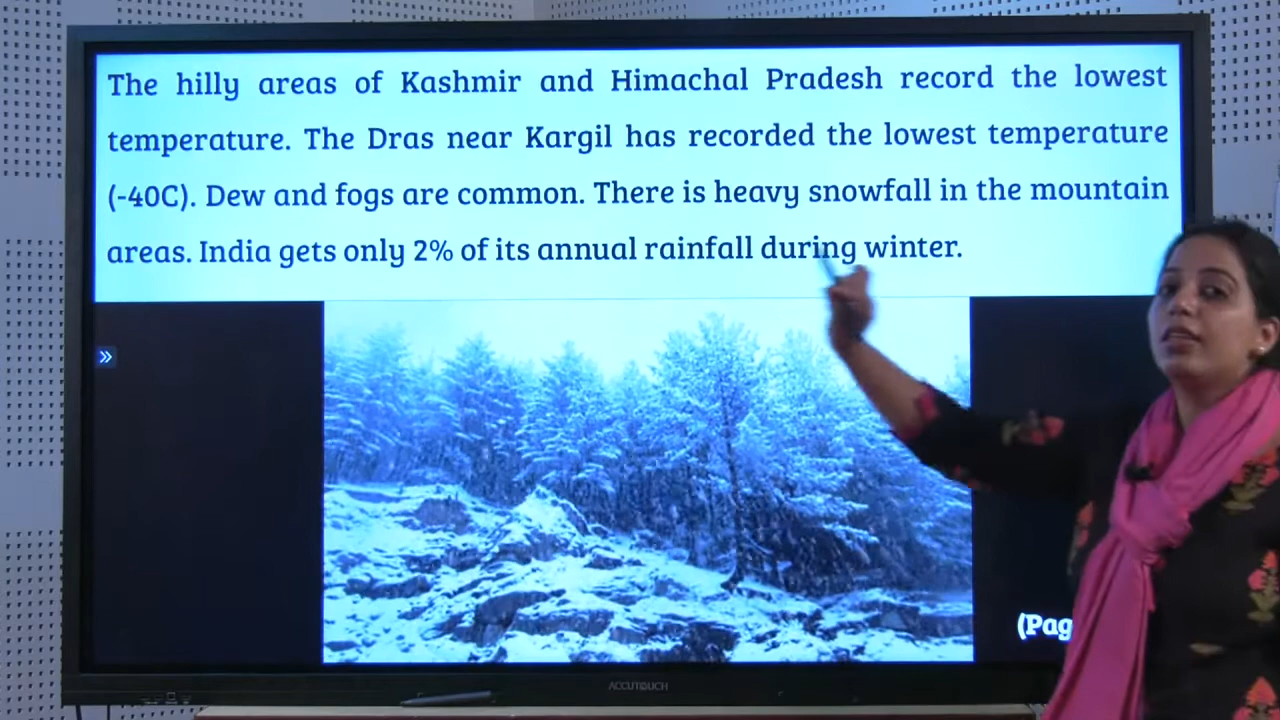 The hilly areas of Kashmir and Himachal Pradesh record the lowest
temperature. The Dras near Kargil has recorded the lowest temperature
(-40C). Dew and fogs are common. There is heavy snowfall in the mountain
areas. India gets only 2% of its annual rainfall during winter.
»
(Pag
ACCUTOUCH